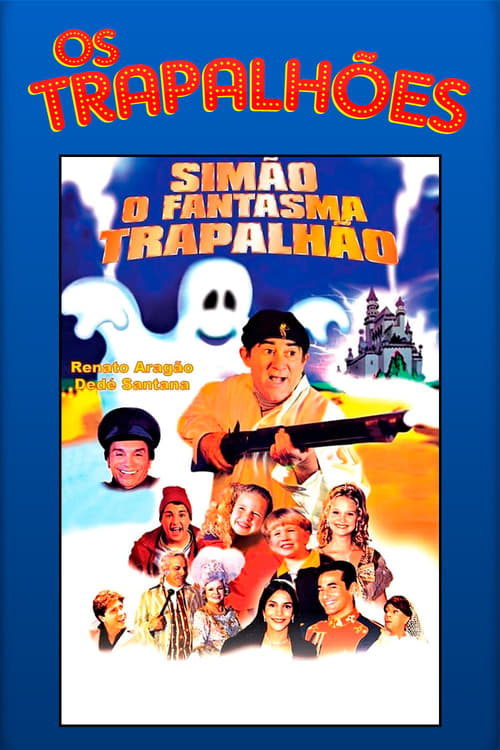 OS
TRAPALHÕES
SIMÃO
O FANTASMA
TRAPALHÃO
Renato Aragão
Dedé Santana